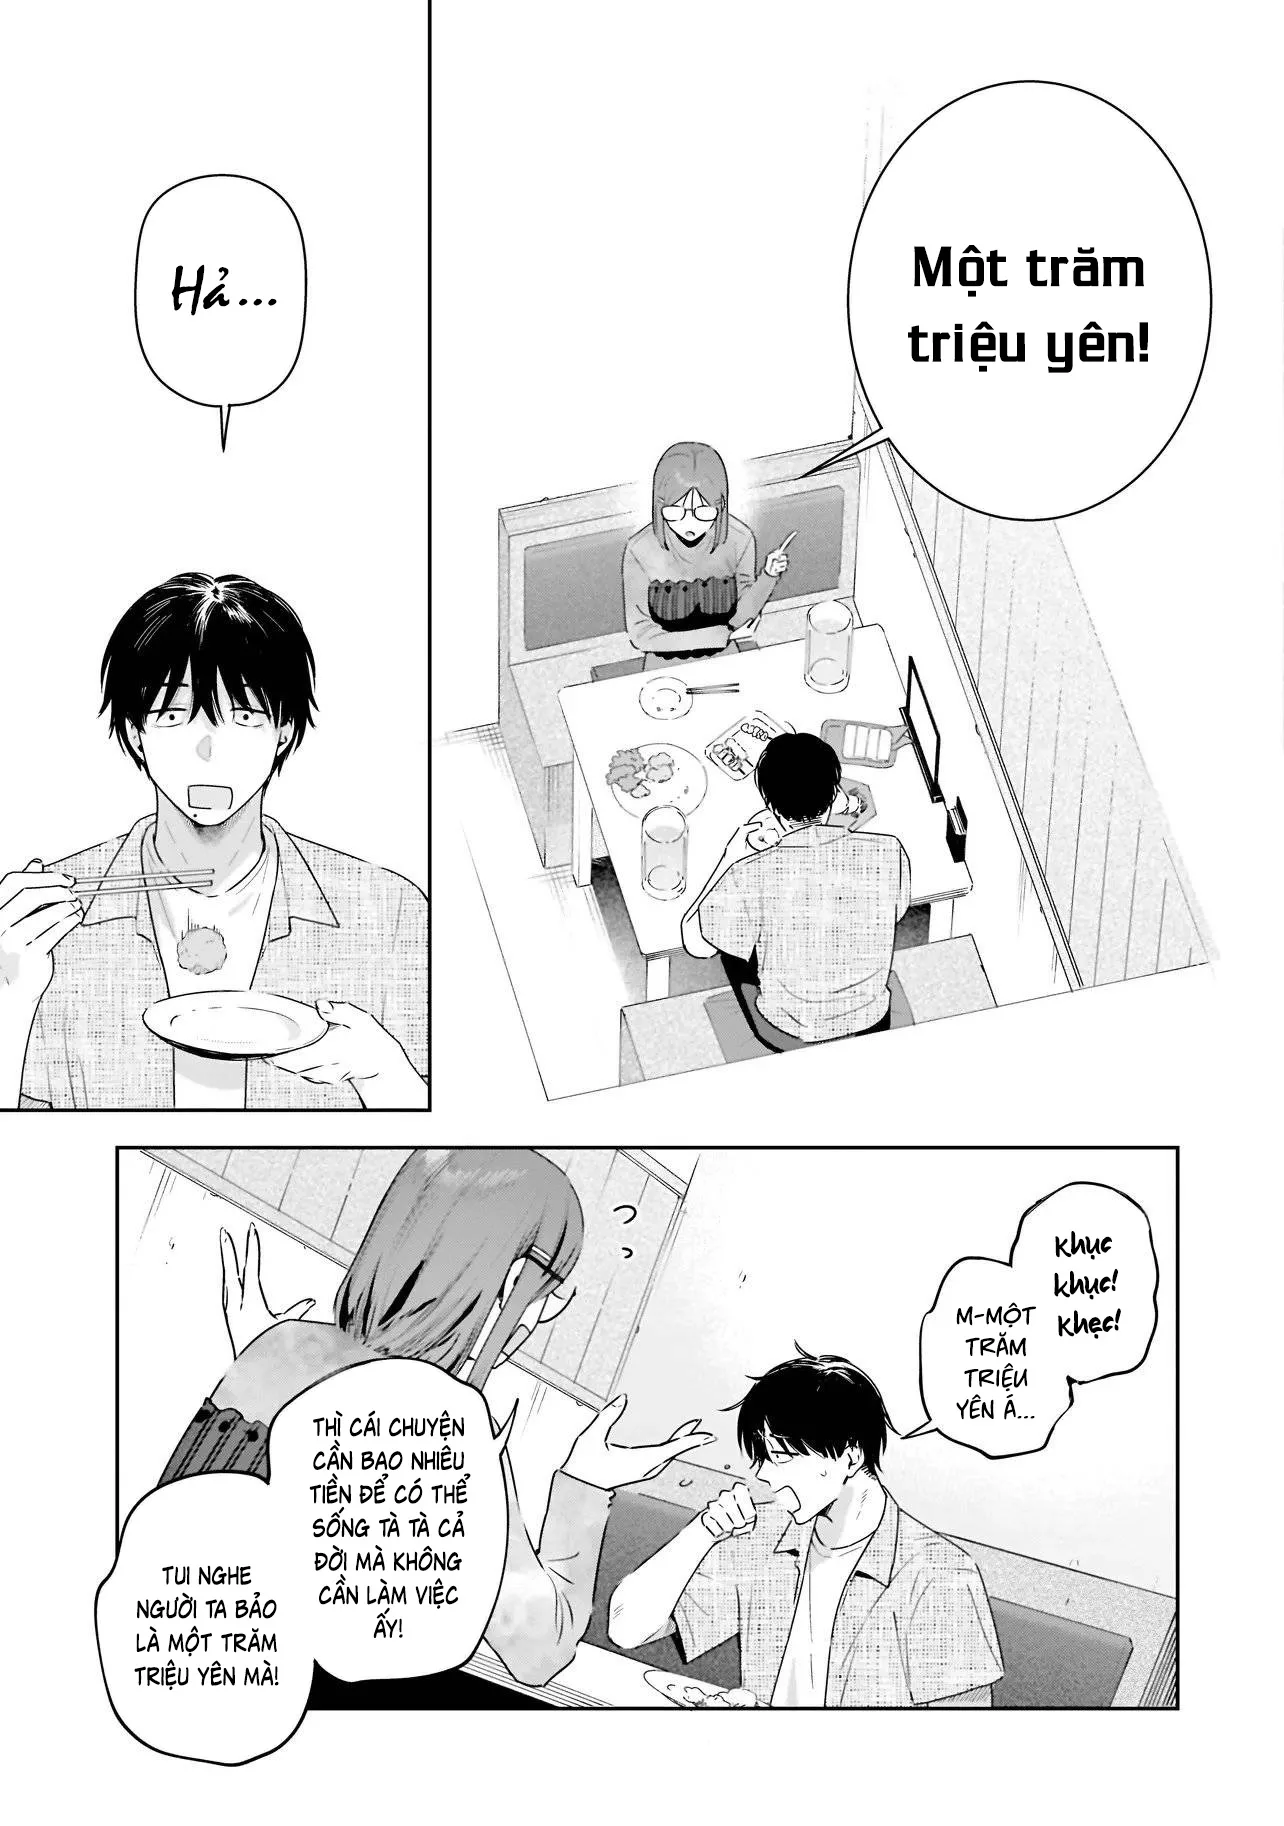 Một trăm
triệu yên!
Hả...
Khục
khục!
Khẹc!
M-MỘT
TRĂM
TRIỆU
YÊN Á...
THÌ CÁI CHUYỆN
CẦN BAO NHIÊU
TIỀN ĐỂ CÓ THỂ
SỐNG TÀ TÀ CẢ
ĐỜI MÀ KHÔNG
CẦN LÀM VIỆC
ẤY!
TUI NGHE
NGƯỜI TA BẢO
LÀ MỘT TRĂM
TRIỆU YÊN MÀ!